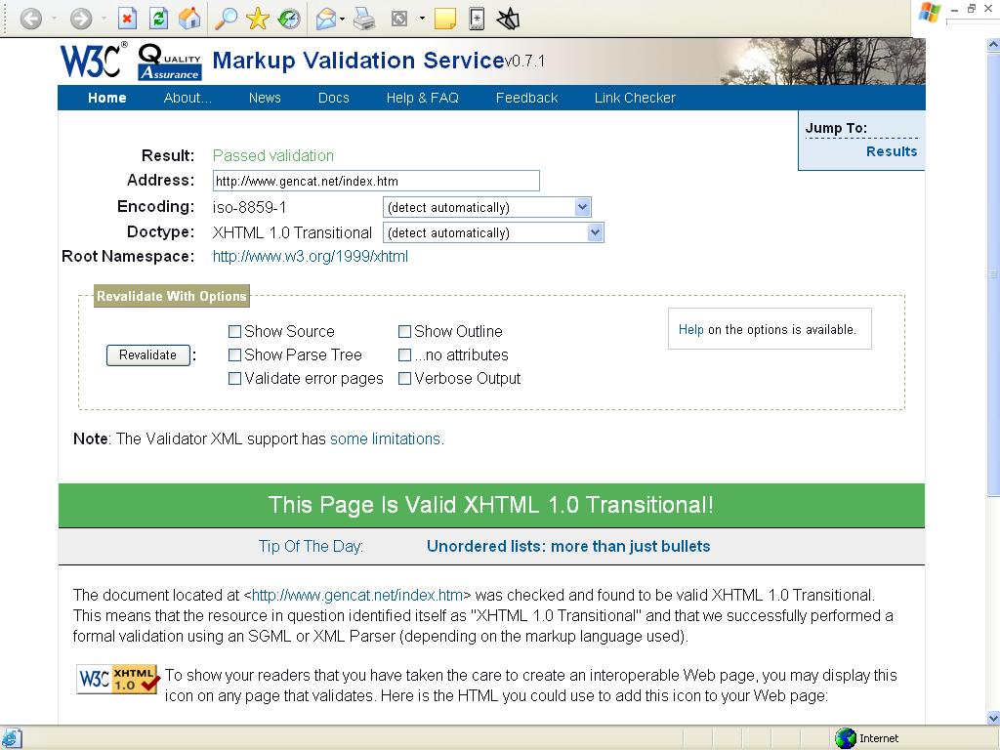 W3C® QUALITY Assurance Markup Validation Service v0.7.1
Home About... News Docs Help & FAQ Feedback Link Checker
Jump To:
Results
Result: Passed validation
Address: http://www.gencat.net/index.htm
Encoding: iso-8859-1 (detect automatically)
Doctype: XHTML 1.0 Transitional (detect automatically)
Root Namespace: http://www.w3.org/1999/xhtml
Revalidate With Options
Show Source Show Outline
Help on the options is available.
Revalidate : Show Parse Tree ...no attributes
Validate error pages Verbose Output
Note: The Validator XML support has some limitations.
This Page Is Valid XHTML 1.0 Transitional!
Tip Of The Day: Unordered lists: more than just bullets
The document located at <http://www.gencat.net/index.htm> was checked and found to be valid XHTML 1.0 Transitional.
This means that the resource in question identified itself as "XHTML 1.0 Transitional" and that we successfully performed a
formal validation using an SGML or XML Parser (depending on the markup language used).
W3C XHTML 1.0 To show your readers that you have taken the care to create an interoperable Web page, you may display this
icon on any page that validates. Here is the HTML you could use to add this icon to your Web page:
Internet